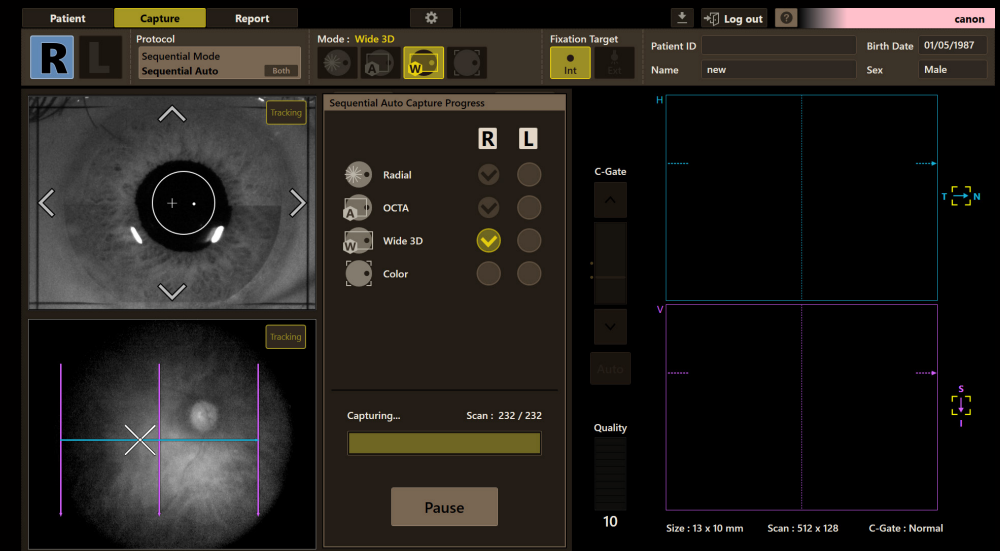 Patient Capture Report Log out ? canon
R L
Protocol
Sequential Mode
Sequential Auto Both
Mode : Wide 3D
A W
Fixation Target
Int Ext
Patient ID Birth Date 01/05/1987
Name new Sex Male
Tracking
Sequential Auto Capture Progress
R L
Radial
A OCTA
W Wide 3D
Color
Capturing... Scan : 232 / 232
Pause
Tracking
C-Gate
Auto
Quality
10
H
T N
V
S
I
Size : 13 x 10 mm Scan : 512 x 128 C-Gate : Normal